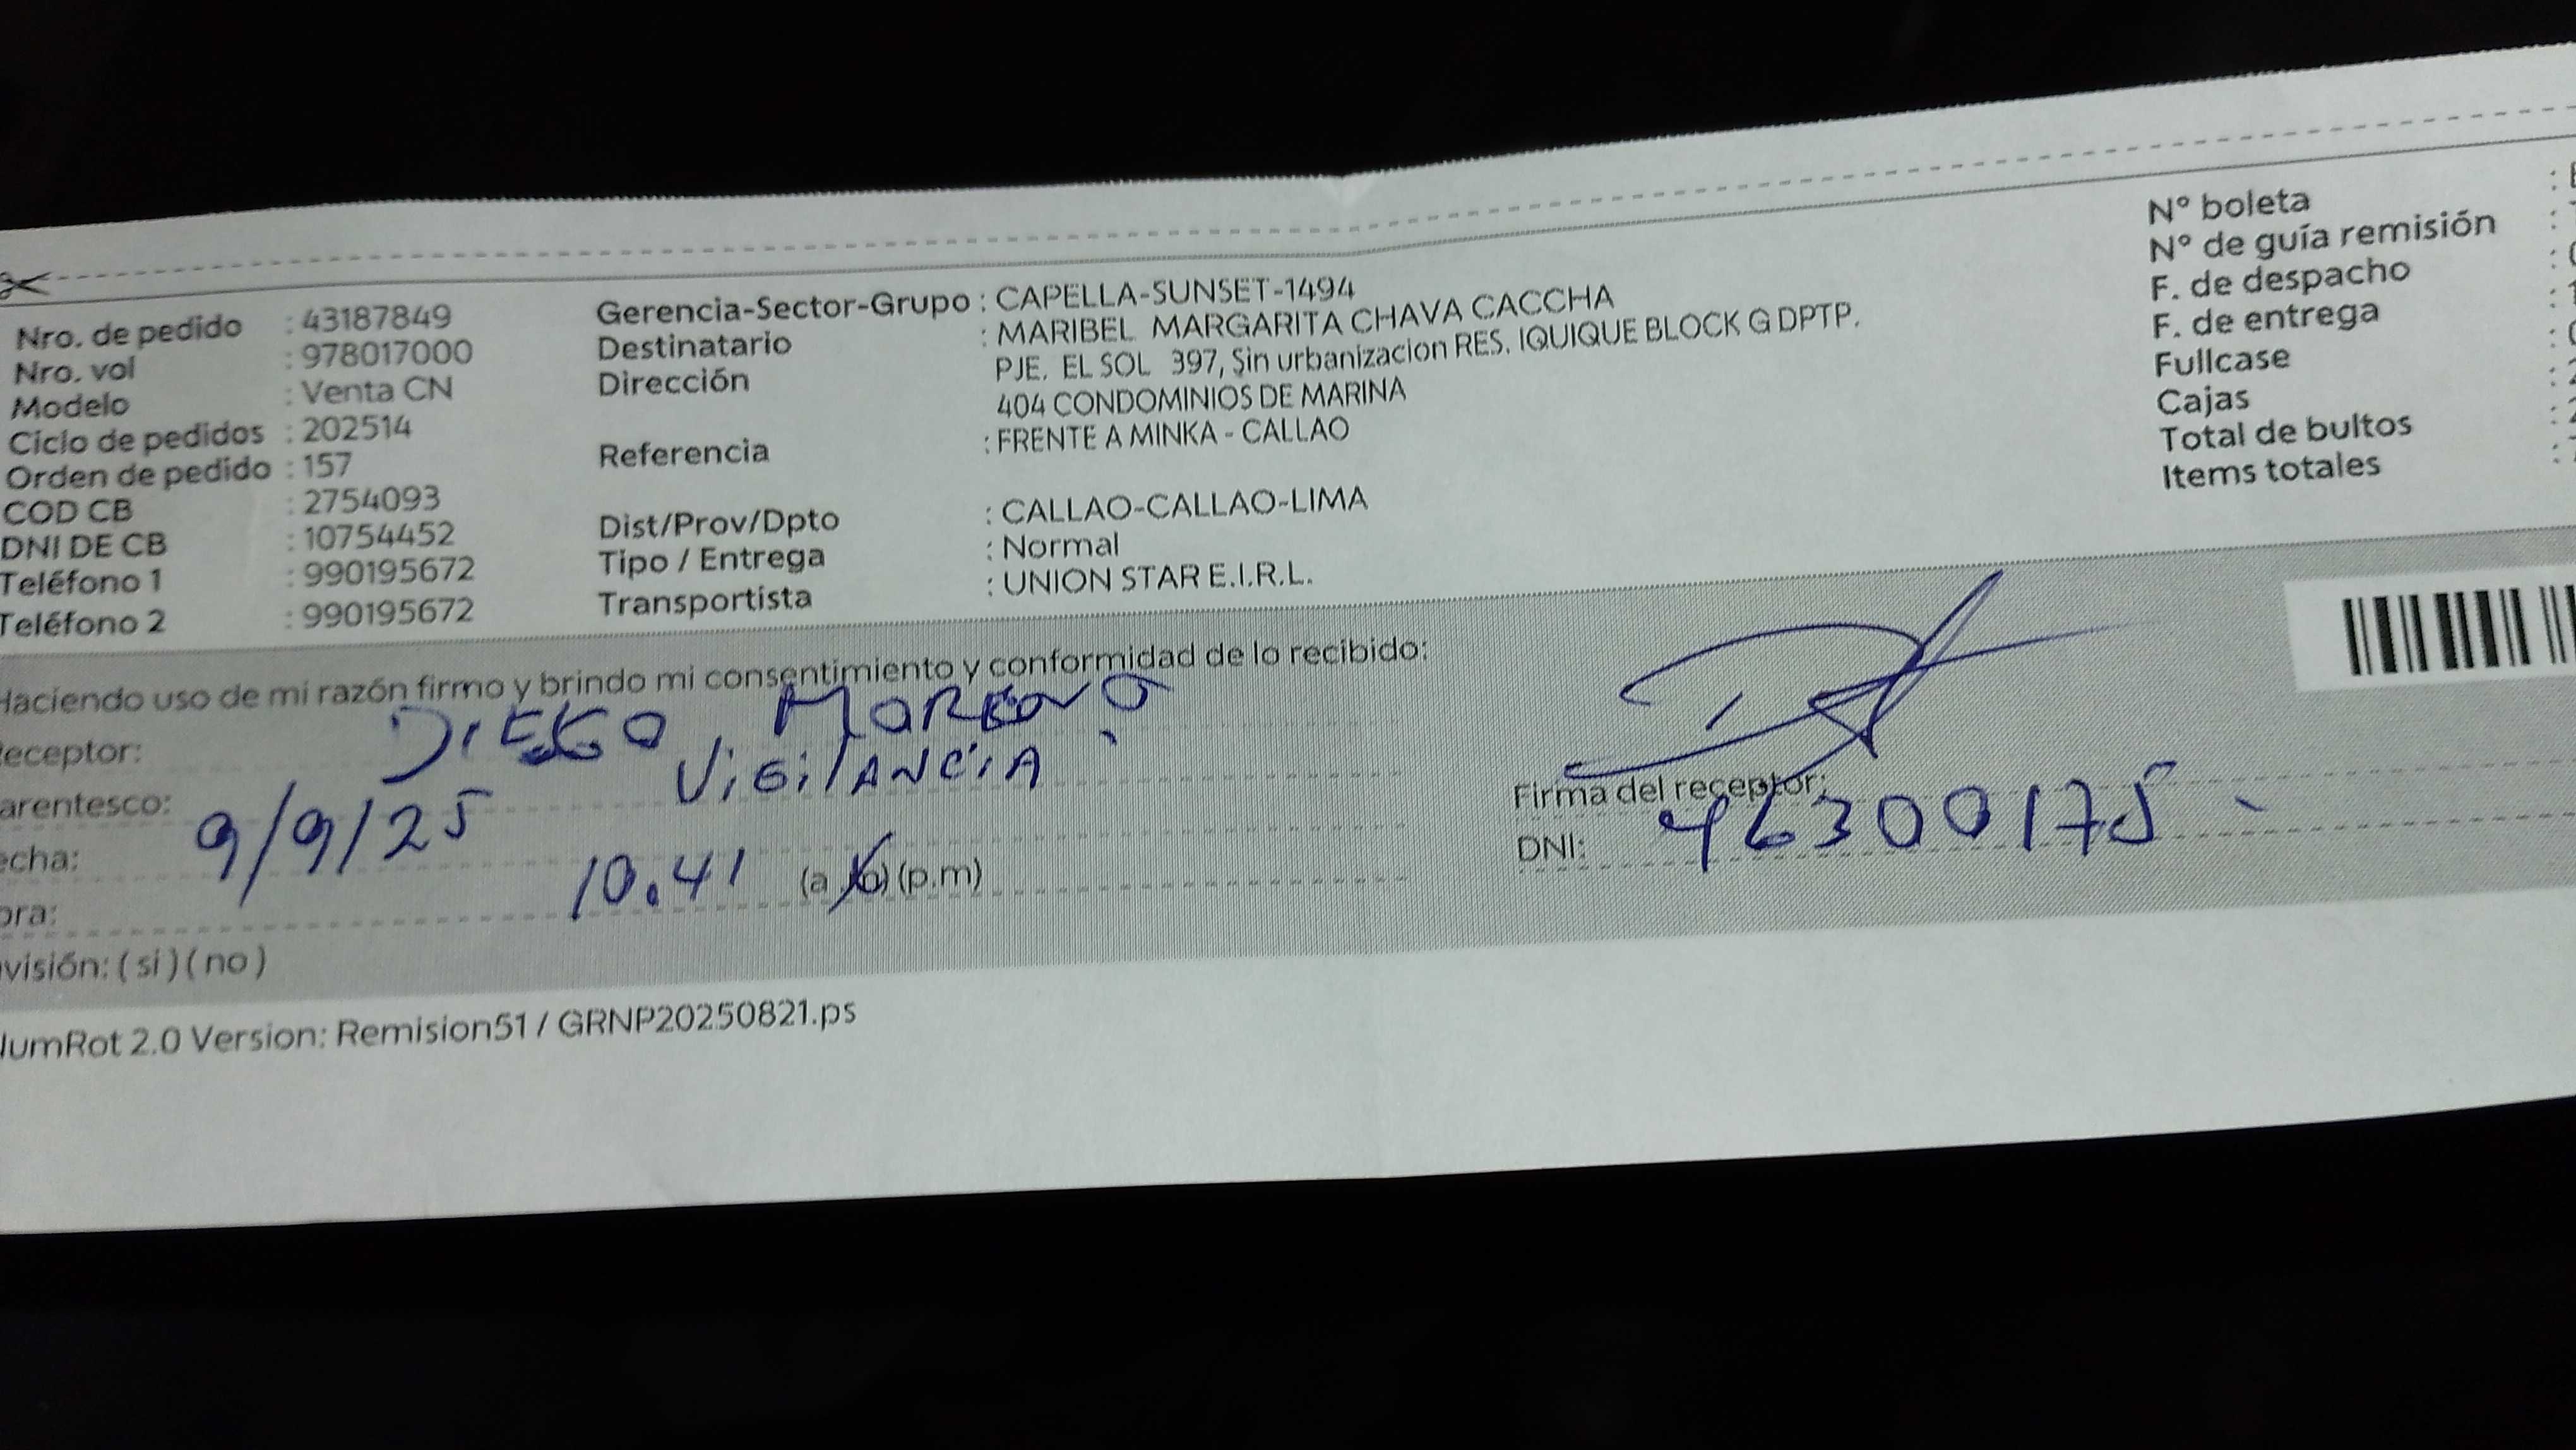 Nro. de pedido : 43187849
Nro. vol : 978017000
Modelo : Venta CN
Ciclo de pedidos : 202514
Orden de pedido : 157
COD CB : 2754093
DNI DE CB : 10754452
Teléfono 1 : 990195672
Teléfono 2 : 990195672
Gerencia-Sector-Grupo : CAPELLA-SUNSET-1494
Destinatario : MARIBEL MARGARITA CHAVA CACCHA
Dirección PJE. EL SOL 397, Sin urbanizacion RES. IQUIQUE BLOCK G DPTP.
404 CONDOMINIOS DE MARINA
Referencia : FRENTE A MINKA - CALLAO
Dist/Prov/Dpto : CALLAO-CALLAO-LIMA
Tipo / Entrega : Normal
Transportista : UNION STAR E.I.R.L.
N° boleta :
N° de guía remisión :
F. de despacho :
F. de entrega :
Fullcase :
Cajas :
Total de bultos :
Items totales :
Haciendo uso de mi razón firmo y brindo mi consentimiento y conformidad de lo recibido:
eceptor: DIEGO MORENO
arentesco: VigiLANCiA
echa: 9/9/25
ora: 10.41 (a (p.m)
visión: ( si ) ( no )
Firma del receptor:
DNI: 46300175
NumRot 2.0 Version: Remision51 / GRNP20250821.ps